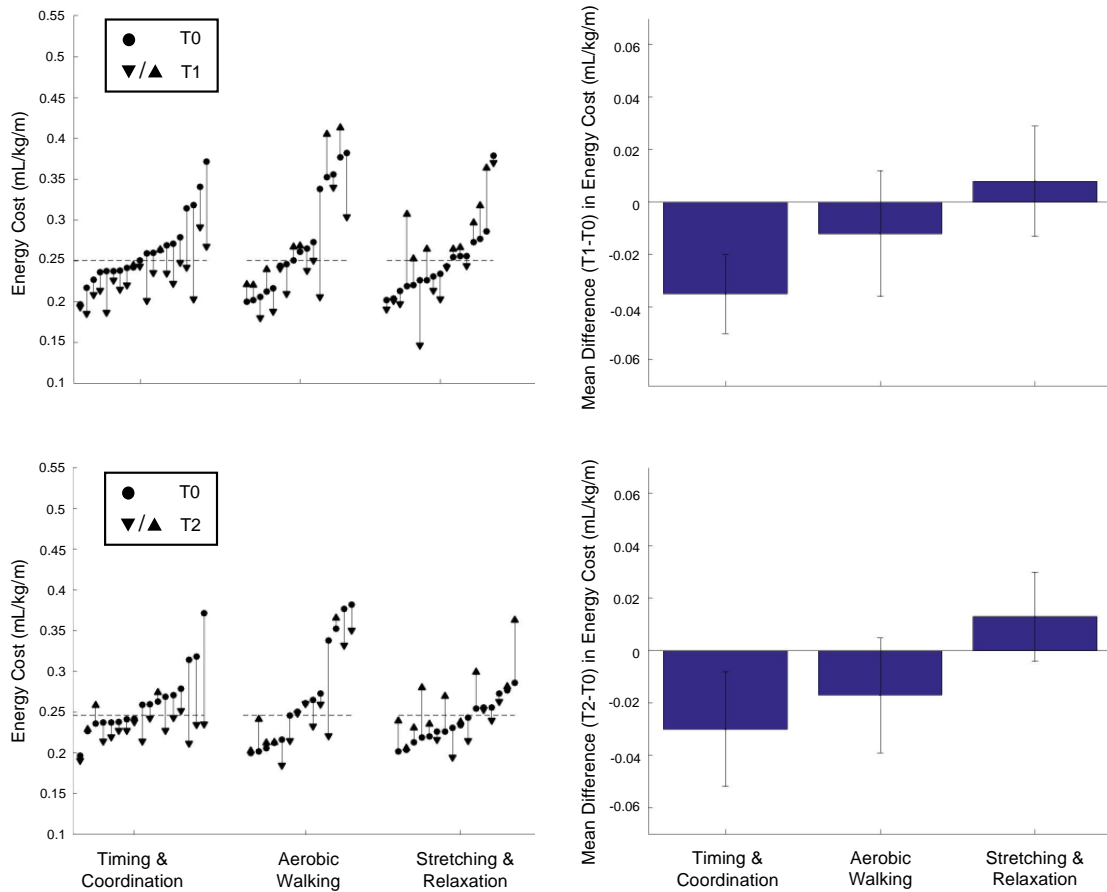 Energy Cost (mL/kg/m)
0.55
0.5
0.45
0.4
0.35
0.3
0.25
0.2
0.15
0.1
T0
/ T1
Mean Difference (T1-T0) in Energy Cost (mL/kg/m)
0.06
0.04
0.02
0
-0.02
-0.04
-0.06
Energy Cost (mL/kg/m)
0.55
0.5
0.45
0.4
0.35
0.3
0.25
0.2
0.15
0.1
T0
/ T2
Timing &
Coordination
Aerobic
Walking
Stretching &
Relaxation
Mean Difference (T2-T0) in Energy Cost (mL/kg/m)
0.06
0.04
0.02
0
-0.02
-0.04
-0.06
Timing &
Coordination
Aerobic
Walking
Stretching &
Relaxation